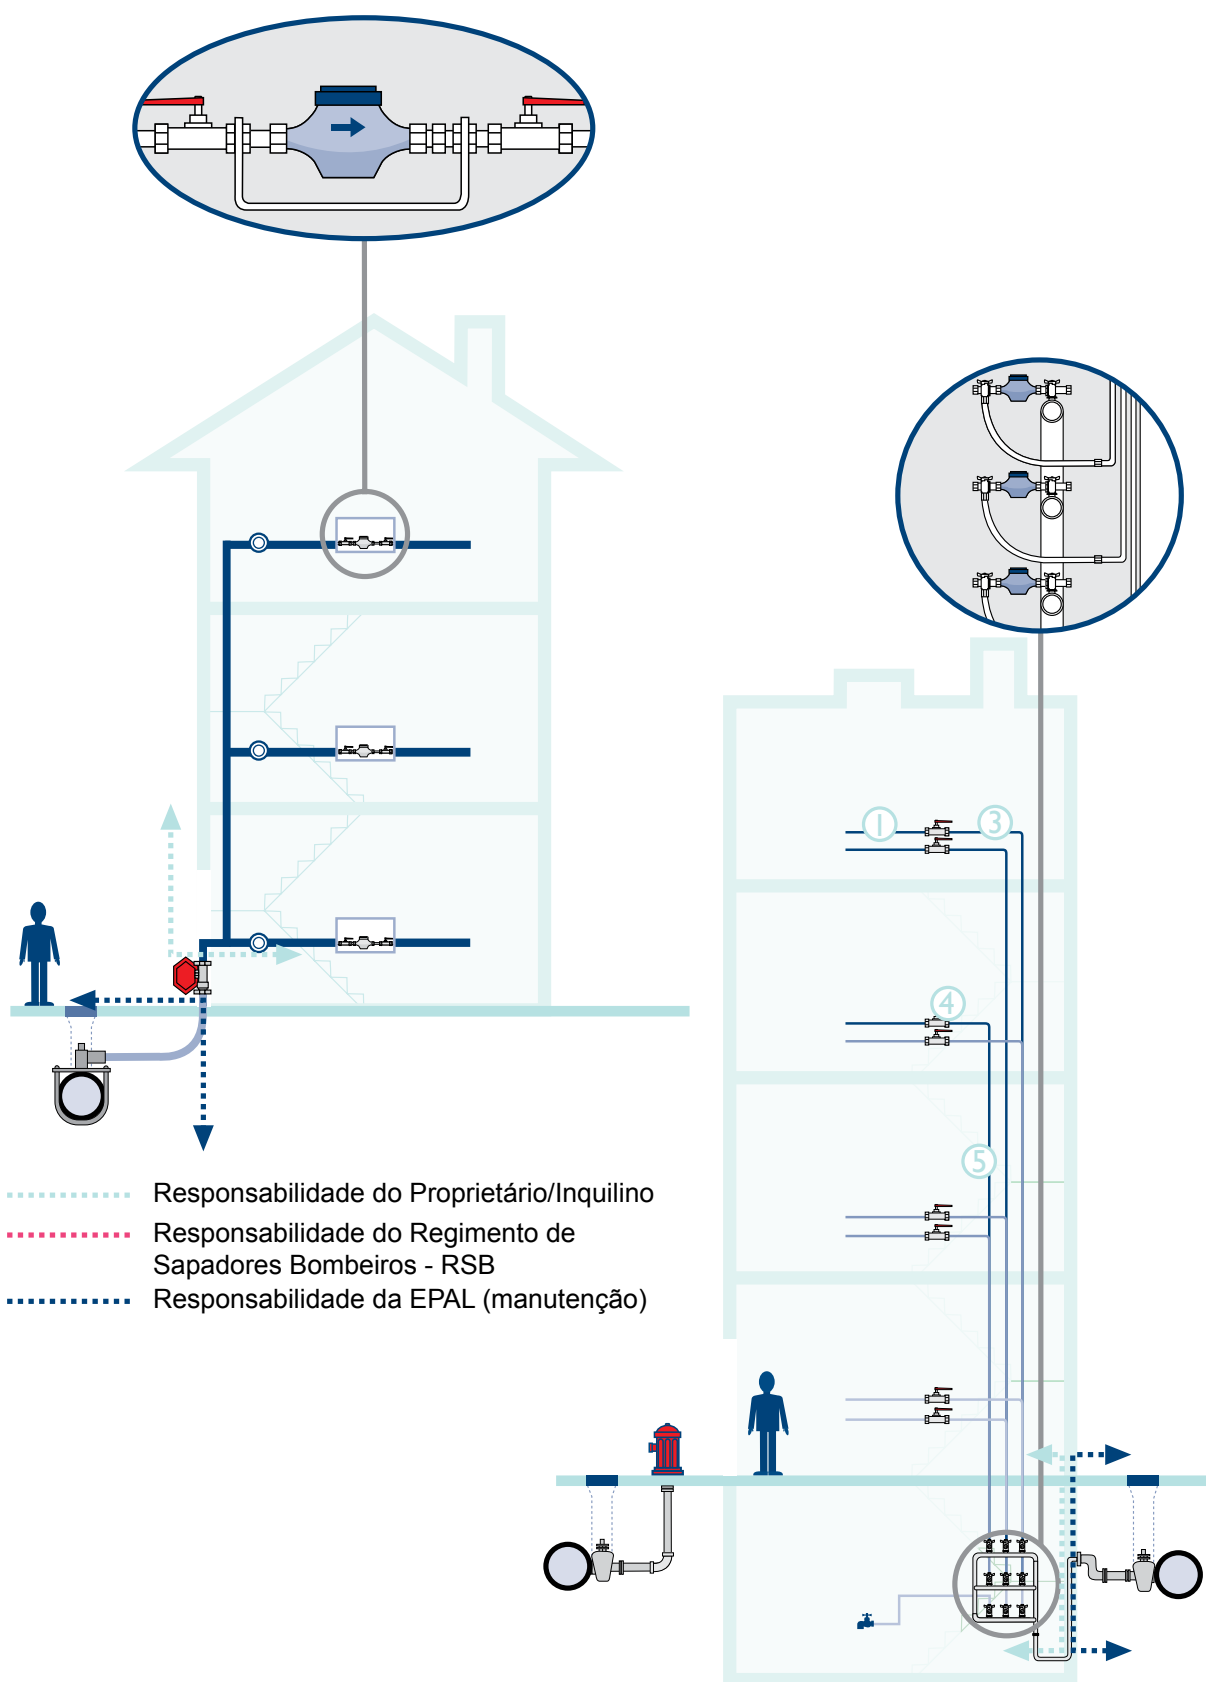 1
3
4
5
Responsabilidade do Proprietário/Inquilino
Responsabilidade do Regimento de
Sapadores Bombeiros - RSB
Responsabilidade da EPAL (manutenção)